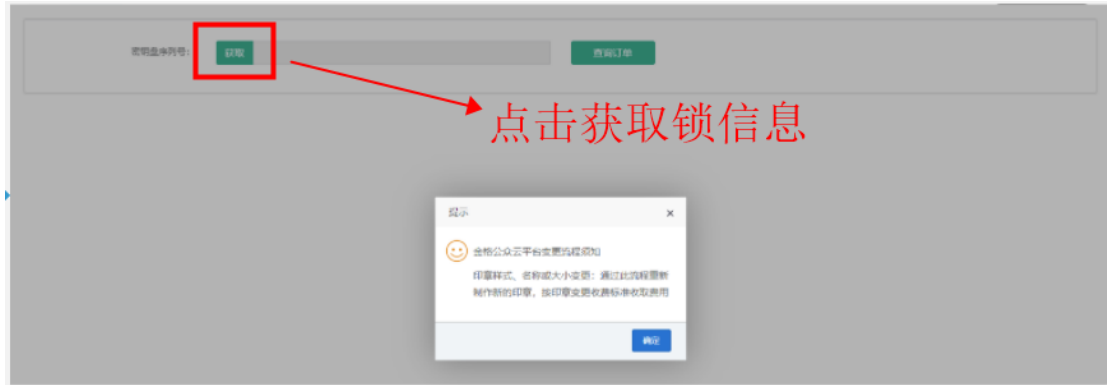 密钥盘序列号：
获取
查询订单
点击获取锁信息
提示
×
金格公众云平台变更流程须知
印章样式、名称或大小变更：通过此流程重新
制作新的印章，按印章变更收费标准收取费用
确定